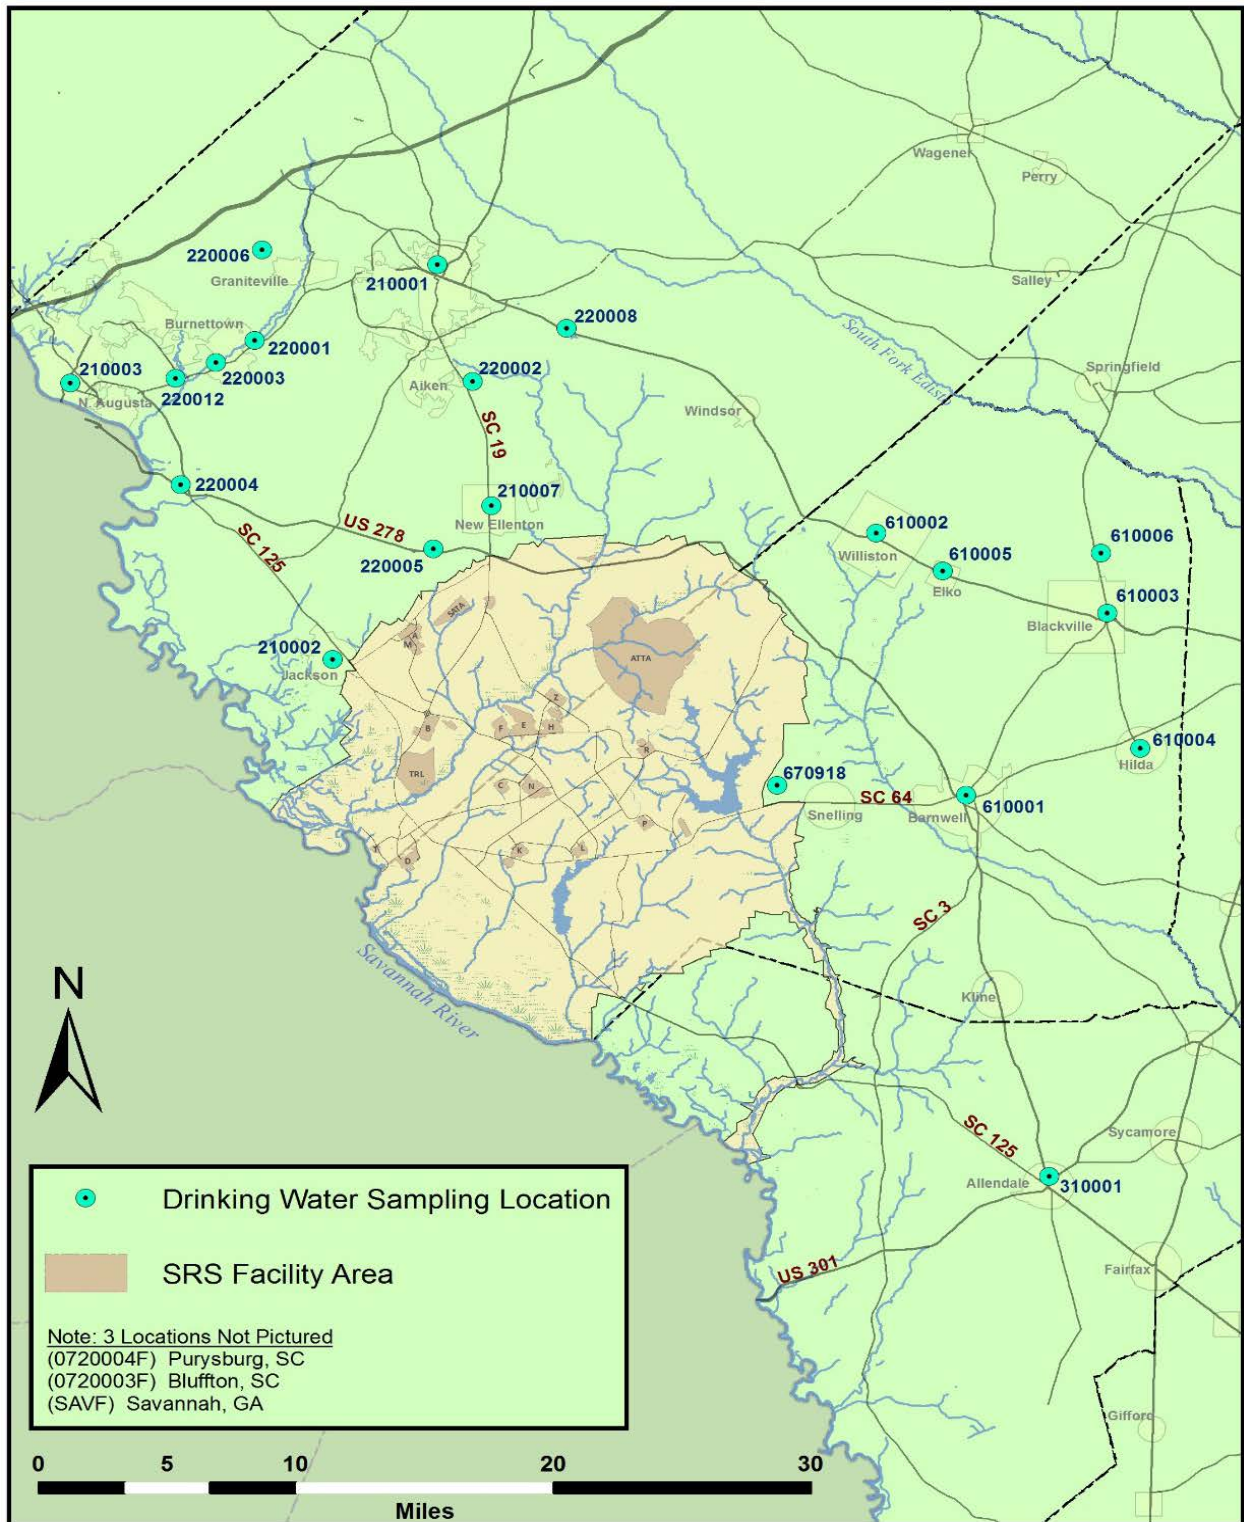 Wagener
Perry
220006
Graniteville
210001
Salley
Burnettown
220001
220008
South Fork Edisto
210003
220003
220002
Springfield
N. Augusta
220012
Aiken
Windsor
SC 19
220004
210007
New Ellenton
US 278
SC 125
220005
610002
Williston
610005
Elko
610006
610003
Blackville
SATA
A
M
ATTA
210002
Jackson
Z
B
F
E
H
R
TRL
C
N
610004
Hilda
670918
SC 64
Snelling
Barnwell
610001
P
T
D
K
L
SC 3
Savannah River
Kline
N
SC 125
Sycamore
Allendale
310001
US 301
Fairfax
Gifford
Drinking Water Sampling Location
SRS Facility Area
Note: 3 Locations Not Pictured
(0720004F) Purysburg, SC
(0720003F) Bluffton, SC
(SAVF) Savannah, GA
0 5 10 20 30
Miles